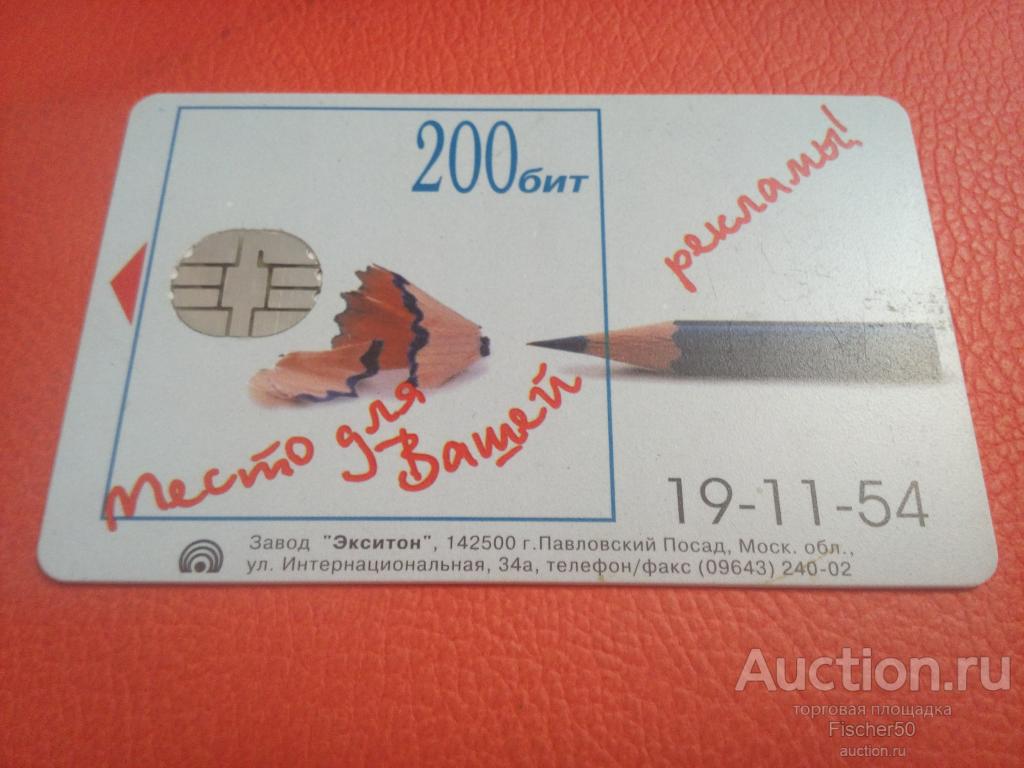 200бит
рекламы!
Место для
Вашей
19-11-54
Завод "Экситон", 142500 г.Павловский Посад, Моск. обл.,
ул. Интернациональная, 34а, телефон/факс (09643) 240-02
Auction.ru
торговая площадка
Fischer50
auction.ru